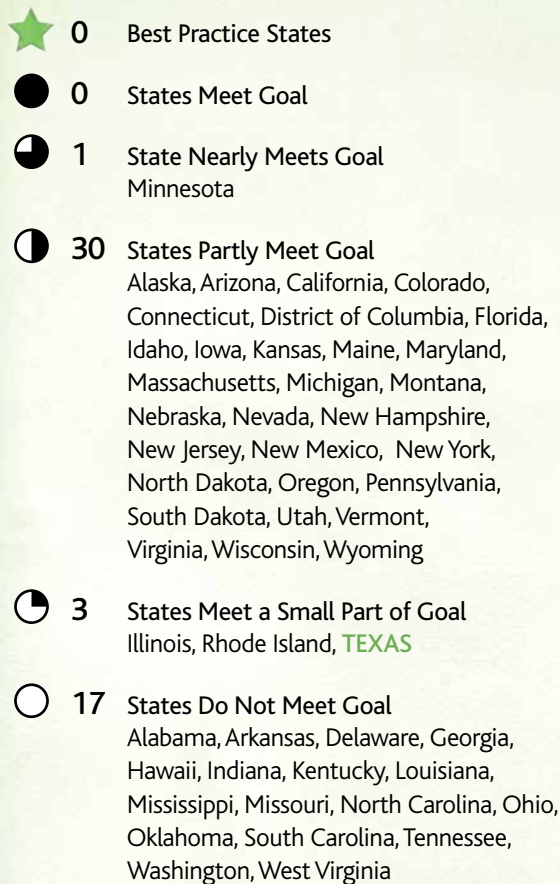 0 Best Practice States
0 States Meet Goal
1 State Nearly Meets Goal
Minnesota
30 States Partly Meet Goal
Alaska, Arizona, California, Colorado,
Connecticut, District of Columbia, Florida,
Idaho, Iowa, Kansas, Maine, Maryland,
Massachusetts, Michigan, Montana,
Nebraska, Nevada, New Hampshire,
New Jersey, New Mexico, New York,
North Dakota, Oregon, Pennsylvania,
South Dakota, Utah, Vermont,
Virginia, Wisconsin, Wyoming
3 States Meet a Small Part of Goal
Illinois, Rhode Island, TEXAS
17 States Do Not Meet Goal
Alabama, Arkansas, Delaware, Georgia,
Hawaii, Indiana, Kentucky, Louisiana,
Mississippi, Missouri, North Carolina, Ohio,
Oklahoma, South Carolina, Tennessee,
Washington, West Virginia